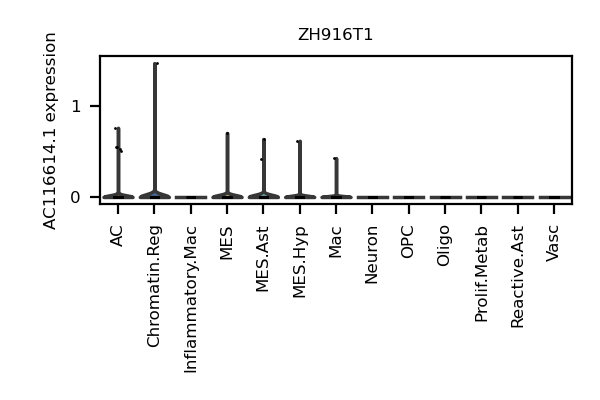 ZH916T1
AC116614.1 expression
1
0
AC
Chromatin.Reg
Inflammatory.Mac
MES
MES.Ast
MES.Hyp
Mac
Neuron
OPC
Oligo
Prolif.Metab
Reactive.Ast
Vasc